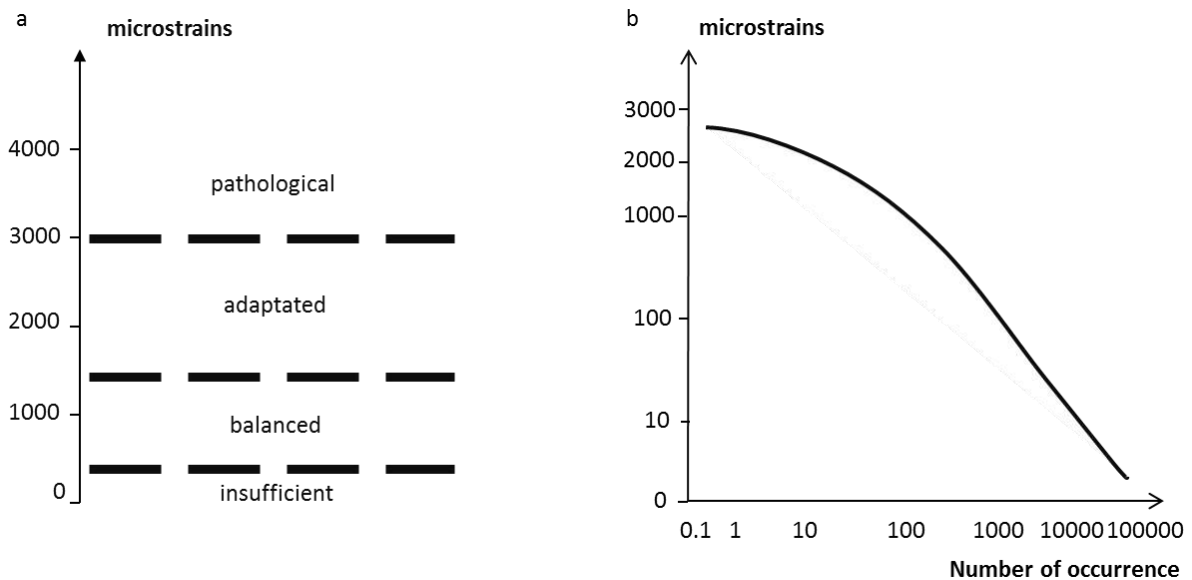 a
microstrains
4000
pathological
3000
adaptated
2000
1000
balanced
0
insufficient
b
microstrains
3000
2000
1000
100
10
0
0.1 1 10 100 1000 10000 100000
Number of occurrence